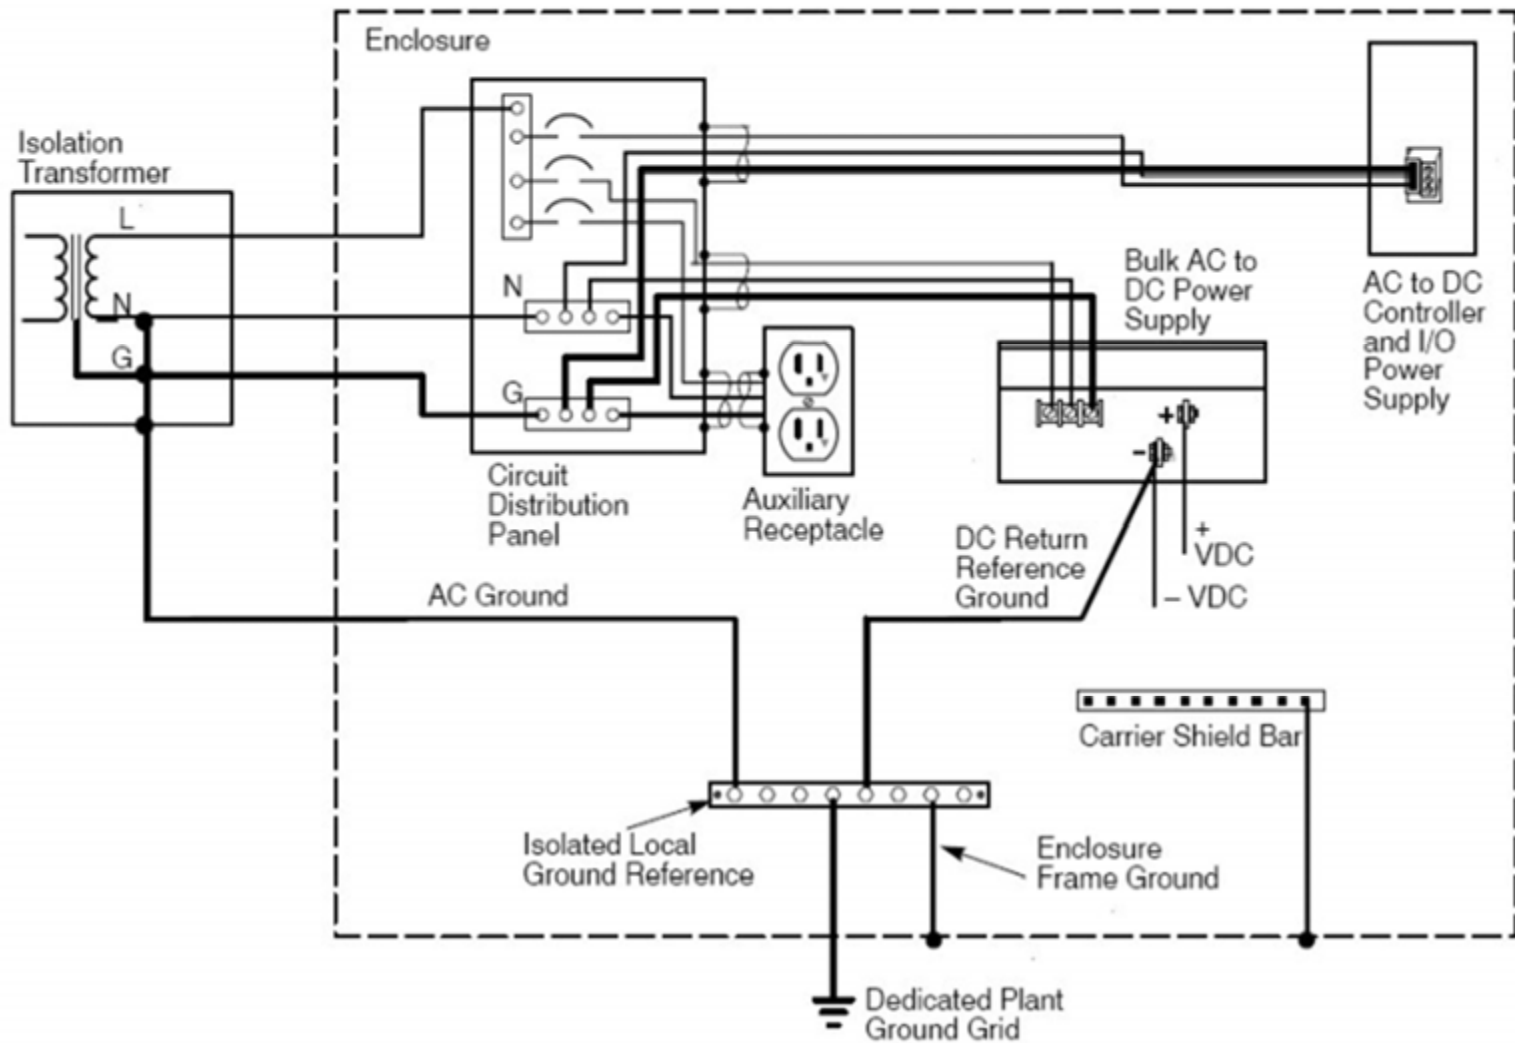 Enclosure
Isolation
Transformer
L
N
G
N
G
Circuit
Distribution
Panel
Auxiliary
Receptacle
Bulk AC to
DC Power
Supply
+
-
AC to DC
Controller
and I/O
Power
Supply
DC Return
Reference
Ground
+
VDC
– VDC
AC Ground
Carrier Shield Bar
Isolated Local
Ground Reference
Enclosure
Frame Ground
Dedicated Plant
Ground Grid